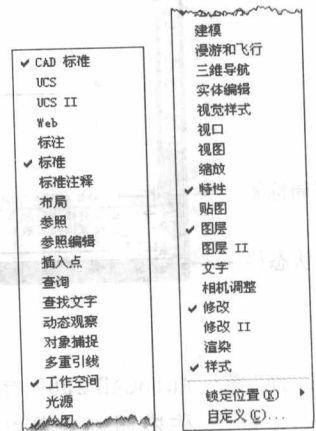 CAD 标准
UCS
UCS II
Web
标注
标准
标准注释
布局
参照
参照编辑
插入点
查询
查找文字
动态观察
对象捕捉
多重引线
工作空间
光源
绘图
建模
漫游和飞行
三维导航
实体编辑
视觉样式
视口
视图
缩放
特性
贴图
图层
图层 II
文字
相机调整
修改
修改 II
渲染
样式
锁定位置(K)
自定义(C)...